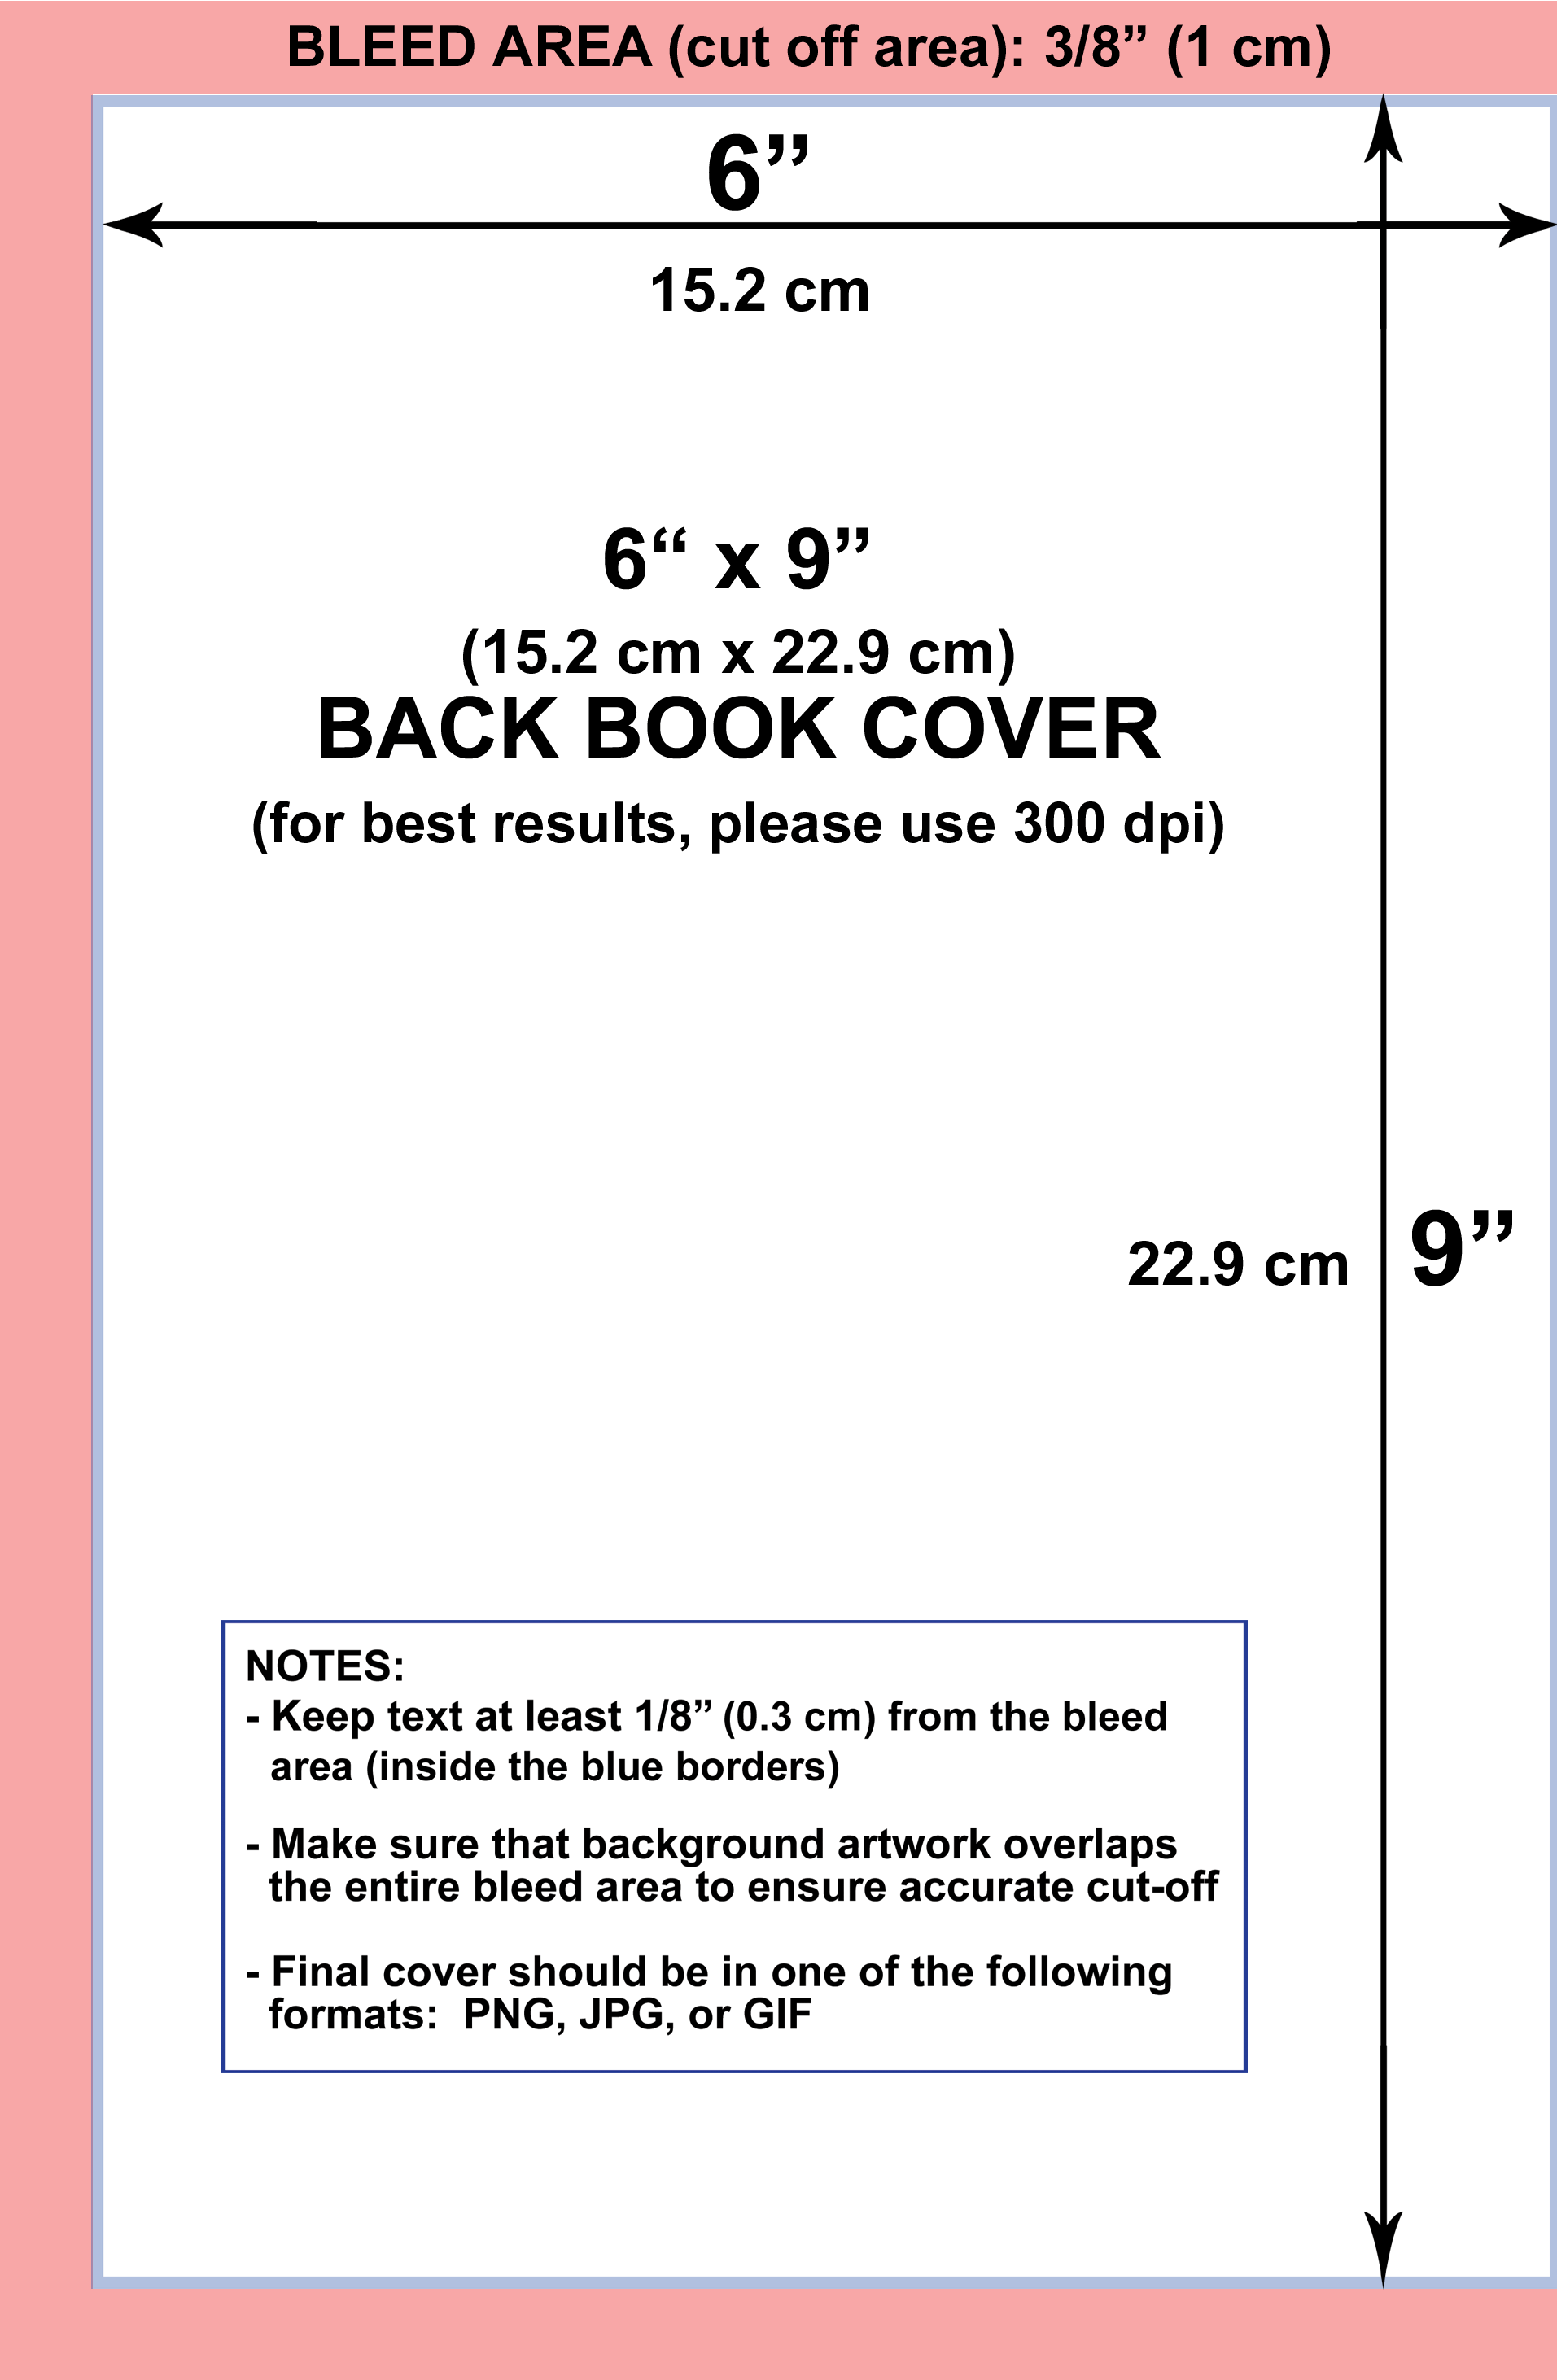 BLEED AREA (cut off area): 3/8” (1 cm)
6”
15.2 cm
6“ x 9”
(15.2 cm x 22.9 cm)
BACK BOOK COVER
(for best results, please use 300 dpi)
22.9 cm
9”
NOTES:
- Keep text at least 1/8” (0.3 cm) from the bleed
area (inside the blue borders)
- Make sure that background artwork overlaps
the entire bleed area to ensure accurate cut-off
- Final cover should be in one of the following
formats:  PNG, JPG, or GIF